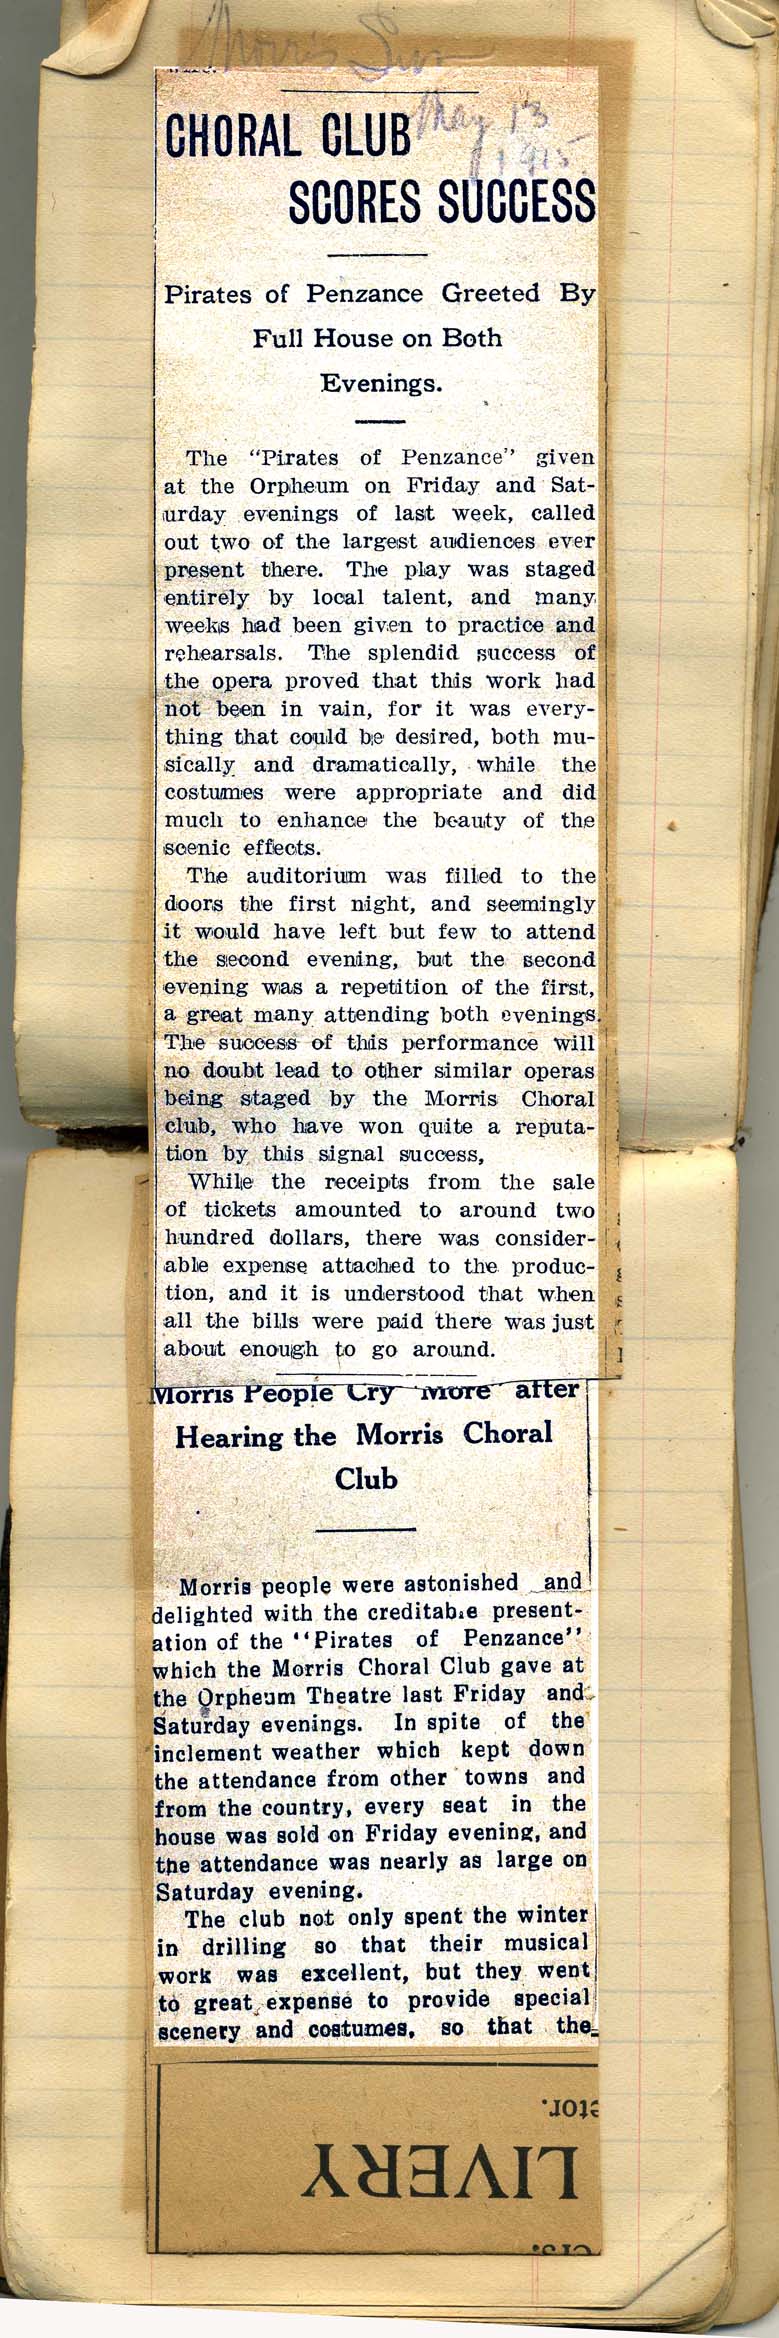 Morris Sun
May 13
1915
CHORAL CLUB
SCORES SUCCESS
Pirates of Penzance Greeted By
Full House on Both
Evenings.
The "Pirates of Penzance" given
at the Orpheum on Friday and Sat-
urday evenings of last week, called
out two of the largest audiences ever
present there. The play was staged
entirely by local talent, and many
weeks had been given to practice and
rehearsals. The splendid success of
the opera proved that this work had
not been in vain, for it was every-
thing that could be desired, both mu-
sically and dramatically, while the
costumes were appropriate and did
much to enhance the beauty of the
scenic effects.
The auditorium was filled to the
doors the first night, and seemingly
it would have left but few to attend
the second evening, but the second
evening was a repetition of the first,
a great many attending both evenings.
The success of this performance will
no doubt lead to other similar operas
being staged by the Morris Choral
club, who have won quite a reputa-
tion by this signal success,
While the receipts from the sale
of tickets amounted to around two
hundred dollars, there was consider-
able expense attached to the produc-
tion, and it is understood that when
all the bills were paid there was just
about enough to go around.
Morris People Cry "More" after
Hearing the Morris Choral
Club
Morris people were astonished and
delighted with the creditable present-
ation of the "Pirates of Penzance"
which the Morris Choral Club gave at
the Orpheum Theatre last Friday and
Saturday evenings. In spite of the
inclement weather which kept down
the attendance from other towns and
from the country, every seat in the
house was sold on Friday evening, and
the attendance was nearly as large on
Saturday evening.
The club not only spent the winter
in drilling so that their musical
work was excellent, but they went
to great expense to provide special
scenery and costumes, so that the
etor.
LIVERY